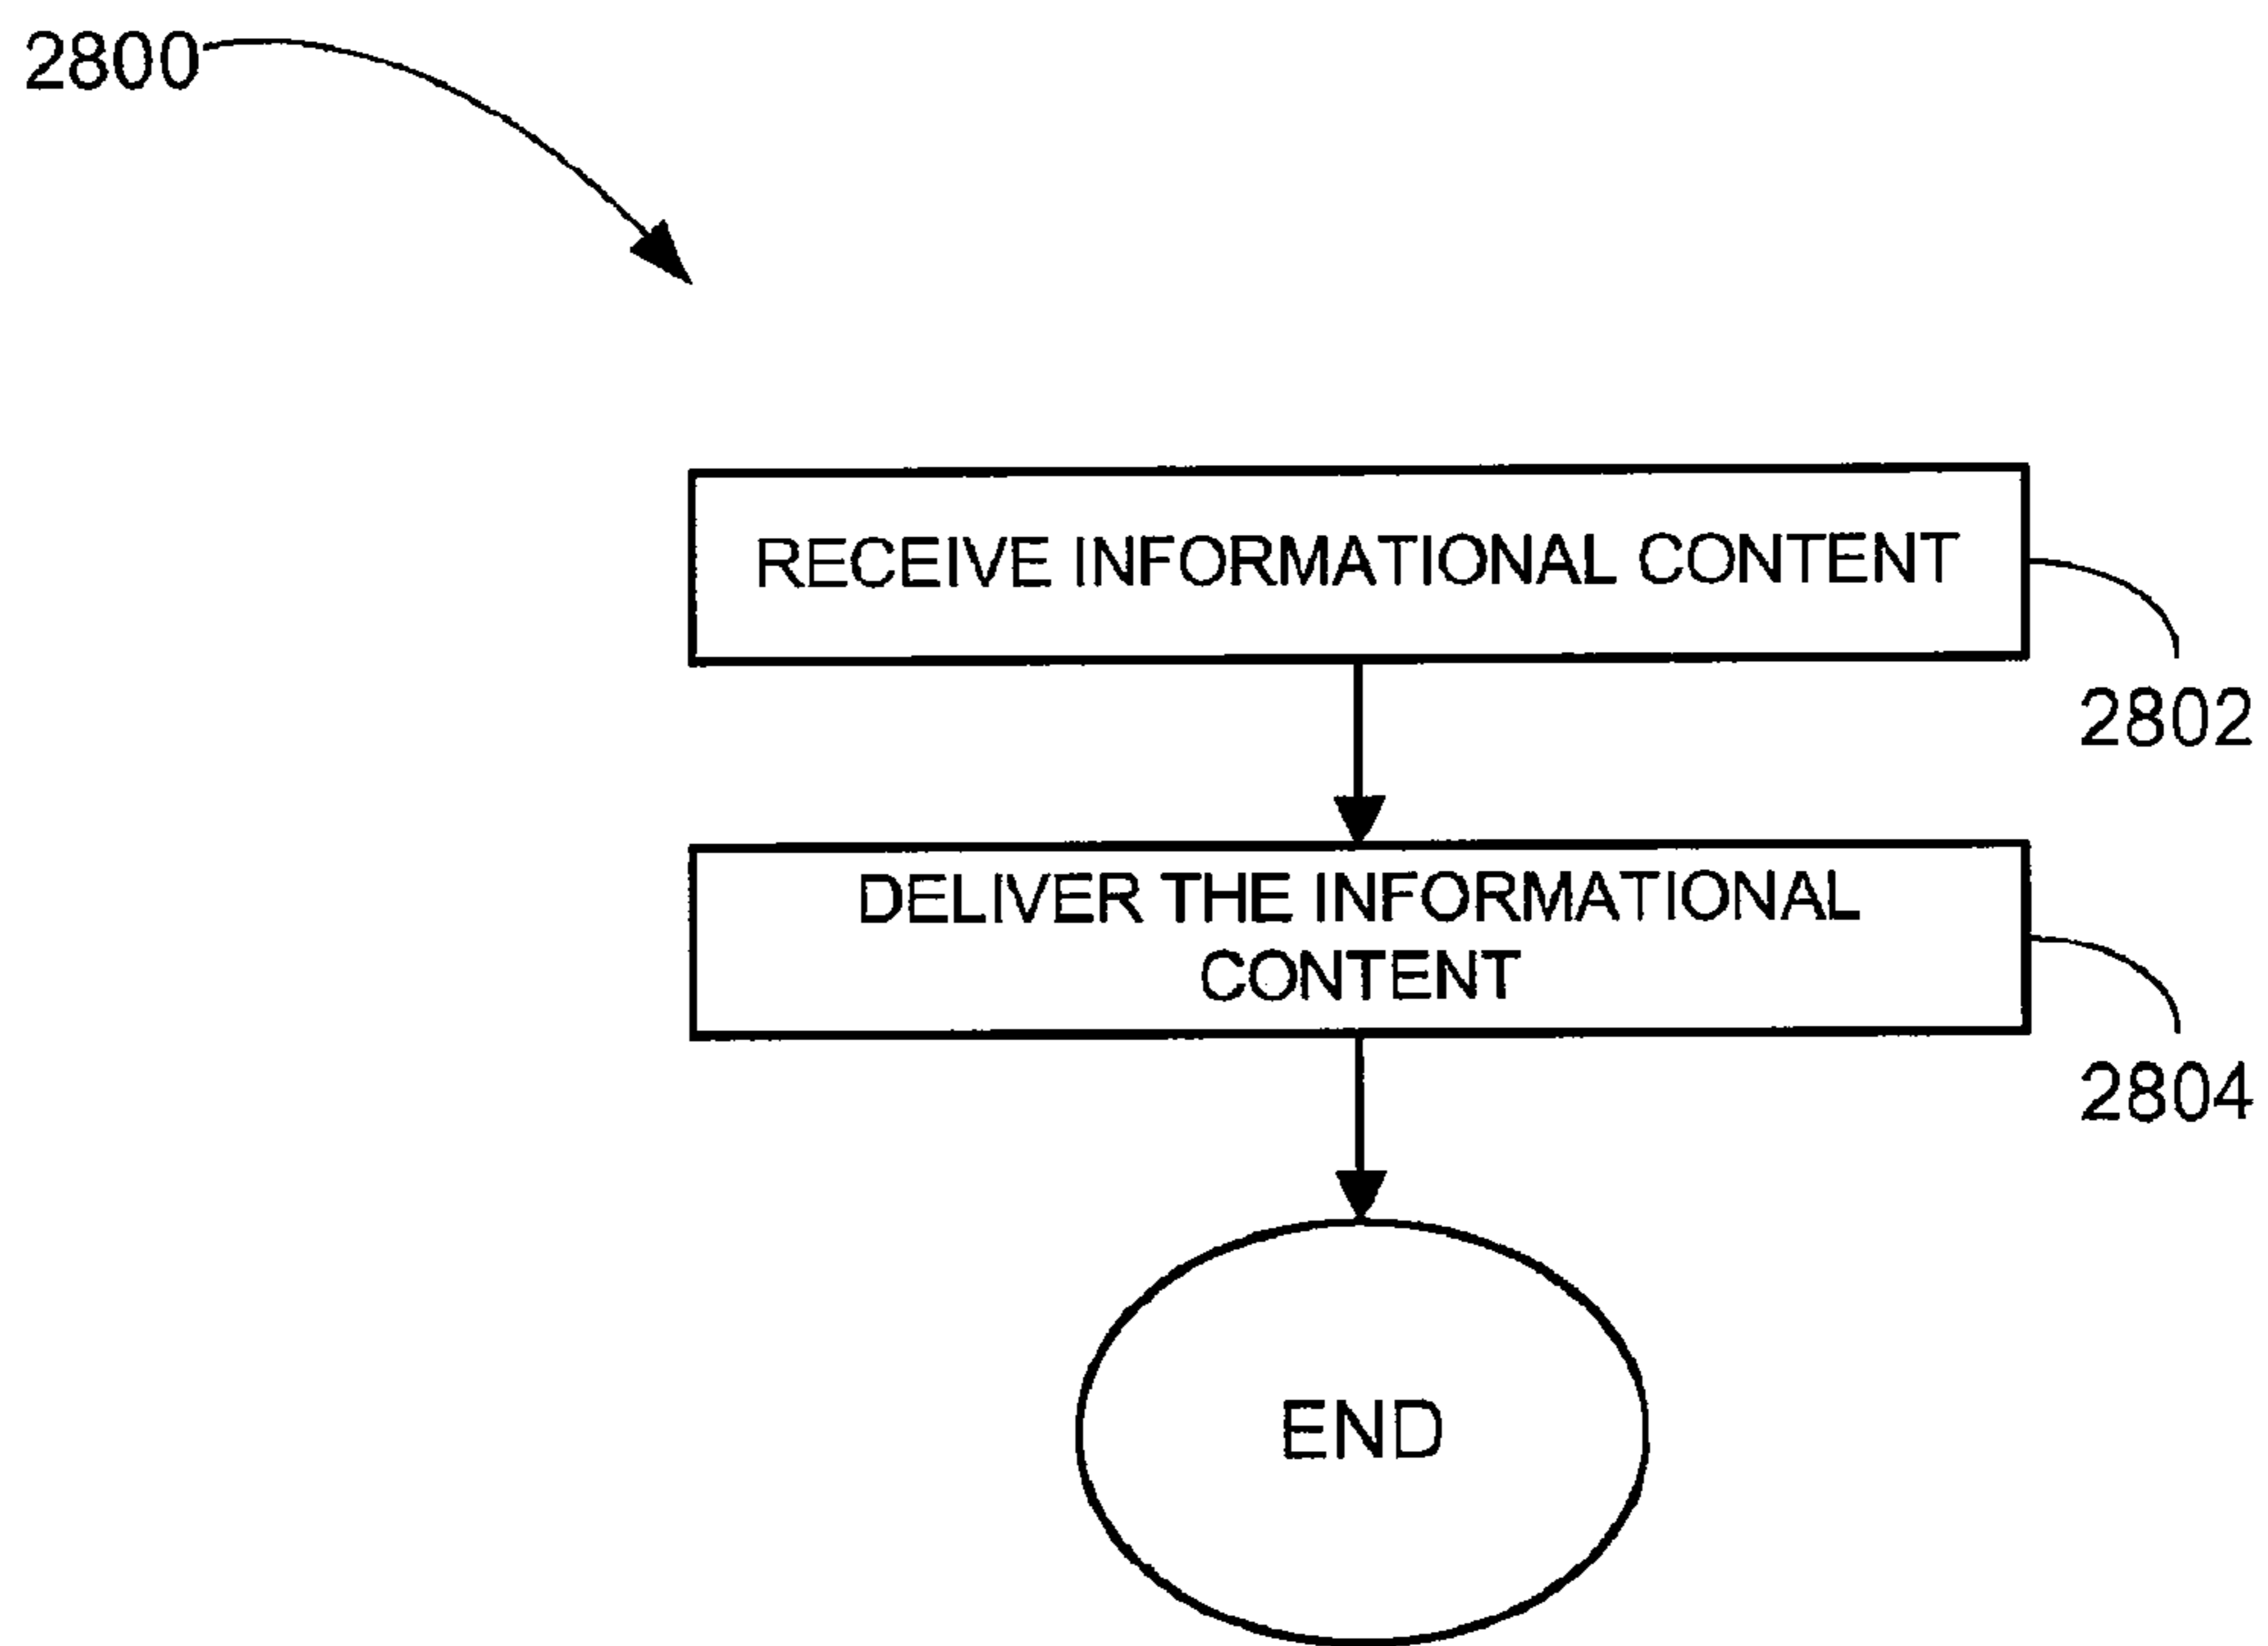 2800
RECEIVE INFORMATIONAL CONTENT
2802
DELIVER THE INFORMATIONAL
CONTENT
2804
END